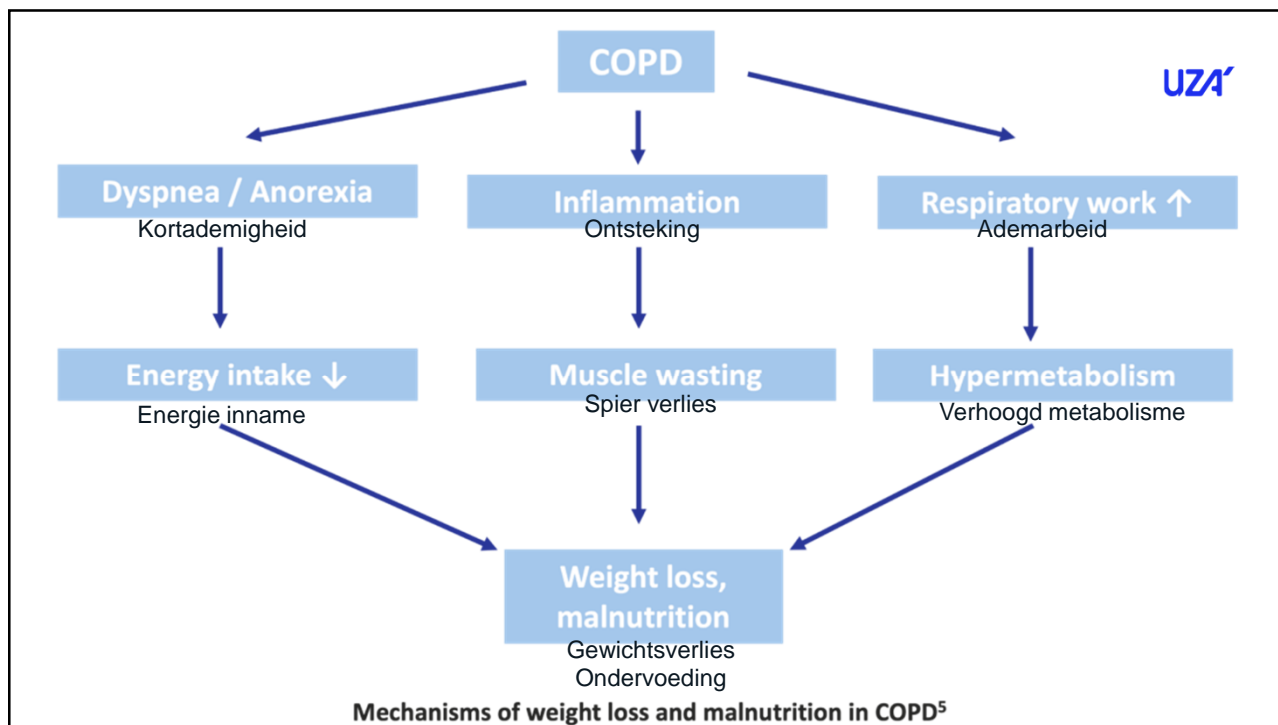 COPD
UZA'
Dyspnea / Anorexia
Kortademigheid
Inflammation
Ontsteking
Respiratory work ↑
Ademarbeid
Energy intake ↓
Energie inname
Muscle wasting
Spier verlies
Hypermetabolism
Verhoogd metabolisme
Weight loss,
malnutrition
Gewichtsverlies
Ondervoeding
Mechanisms of weight loss and malnutrition in COPD⁵